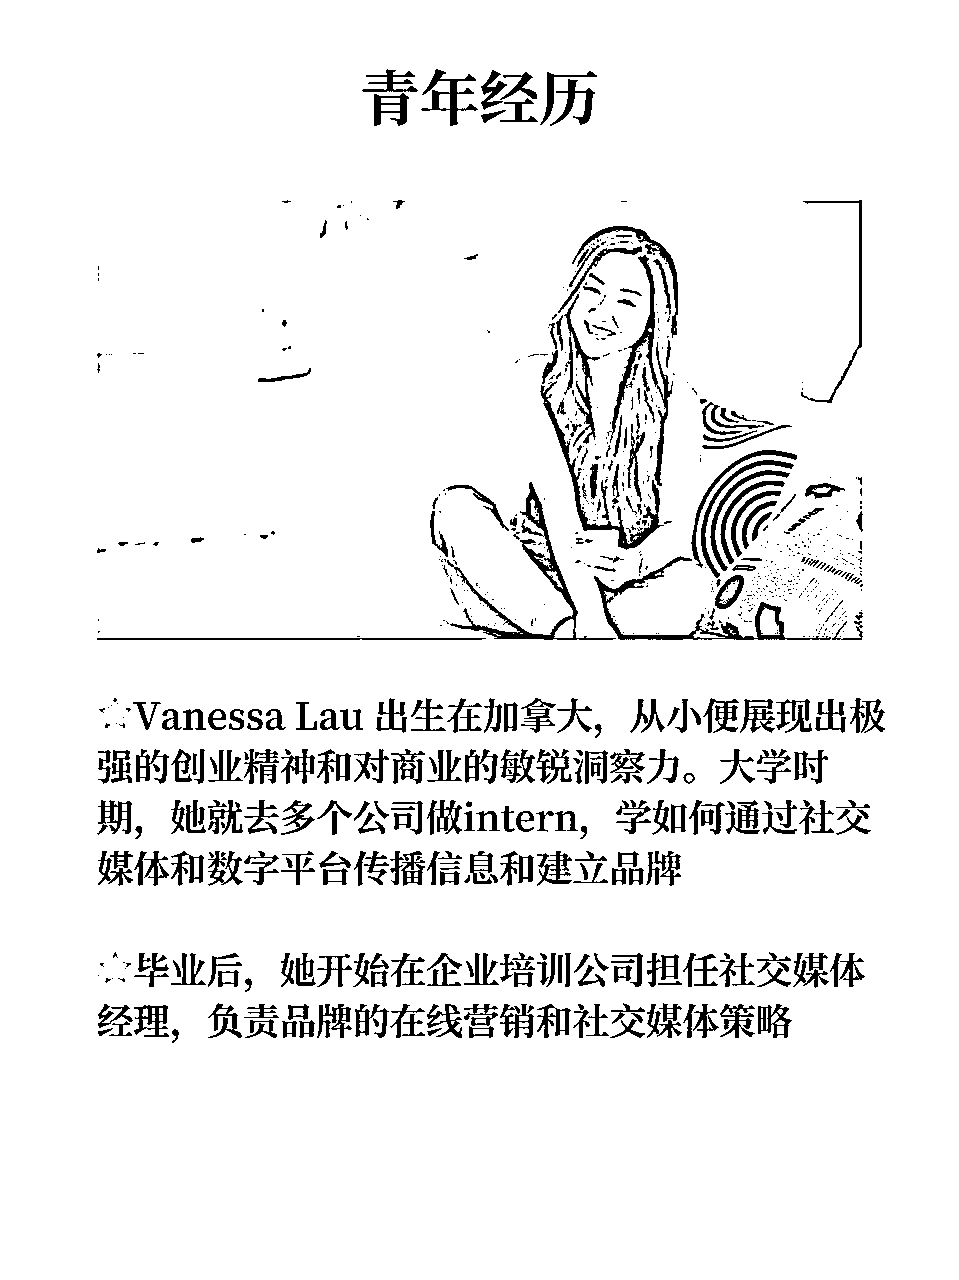 青年经历
☆Vanessa Lau 出生在加拿大，从小便展现出极
强的创业精神和对商业的敏锐洞察力。大学时
期，她就去多个公司做intern，学如何通过社交
媒体和数字平台传播信息和建立品牌
☆毕业后，她开始在企业培训公司担任社交媒体
经理，负责品牌的在线营销和社交媒体策略